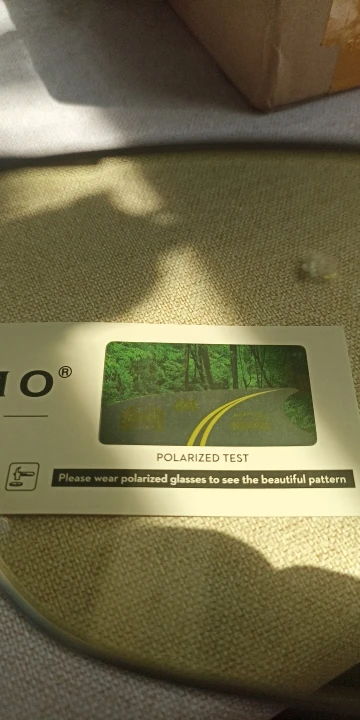 IO®
POLARIZED TEST
Please wear polarized glasses to see the beautiful pattern